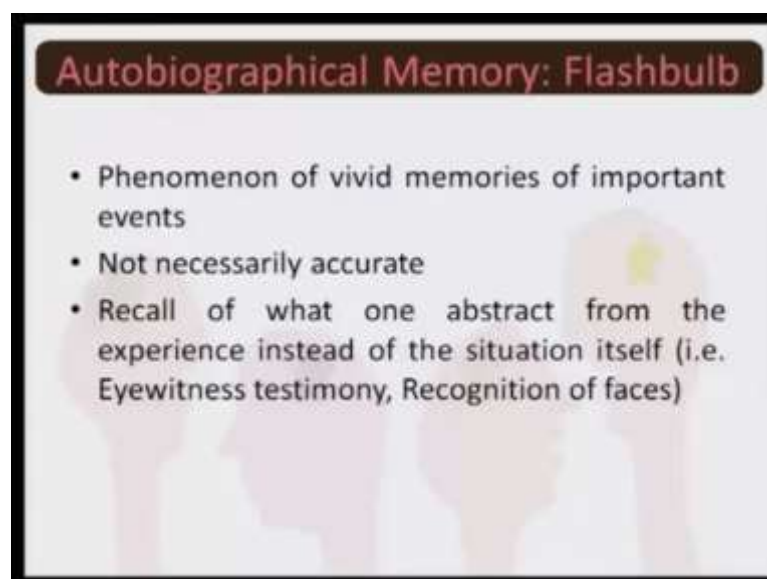 Autobiographical Memory: Flashbulb
• Phenomenon of vivid memories of important
events
• Not necessarily accurate
• Recall of what one abstract from the
experience instead of the situation itself (i.e.
Eyewitness testimony, Recognition of faces)